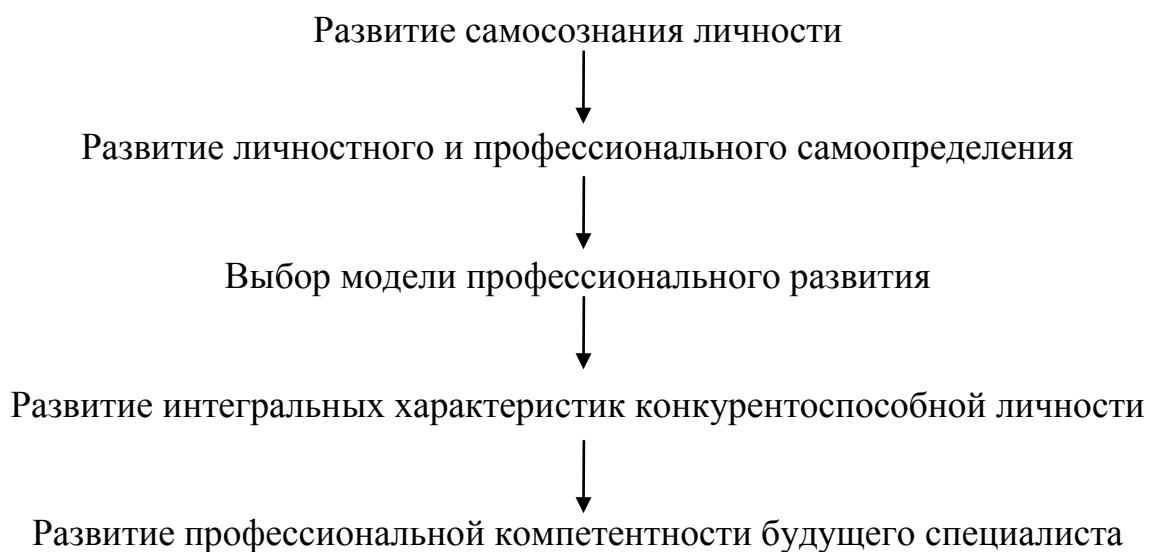 Развитие самосознания личности
Развитие личностного и профессионального самоопределения
Выбор модели профессионального развития
Развитие интегральных характеристик конкурентоспособной личности
Развитие профессиональной компетентности будущего специалиста